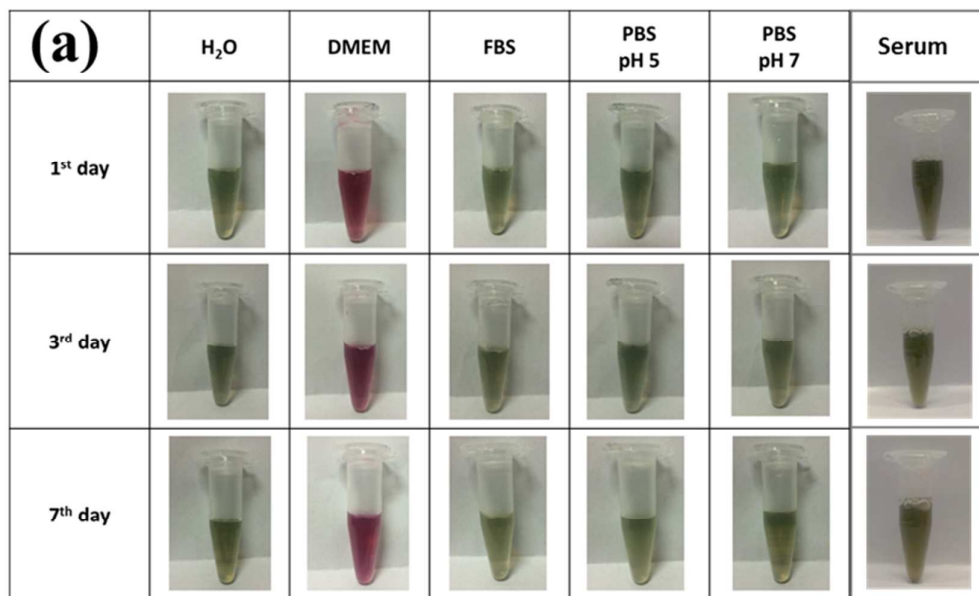 (a)
H₂O
DMEM
FBS
PBS
pH 5
PBS
pH 7
Serum
1st day
3rd day
7th day